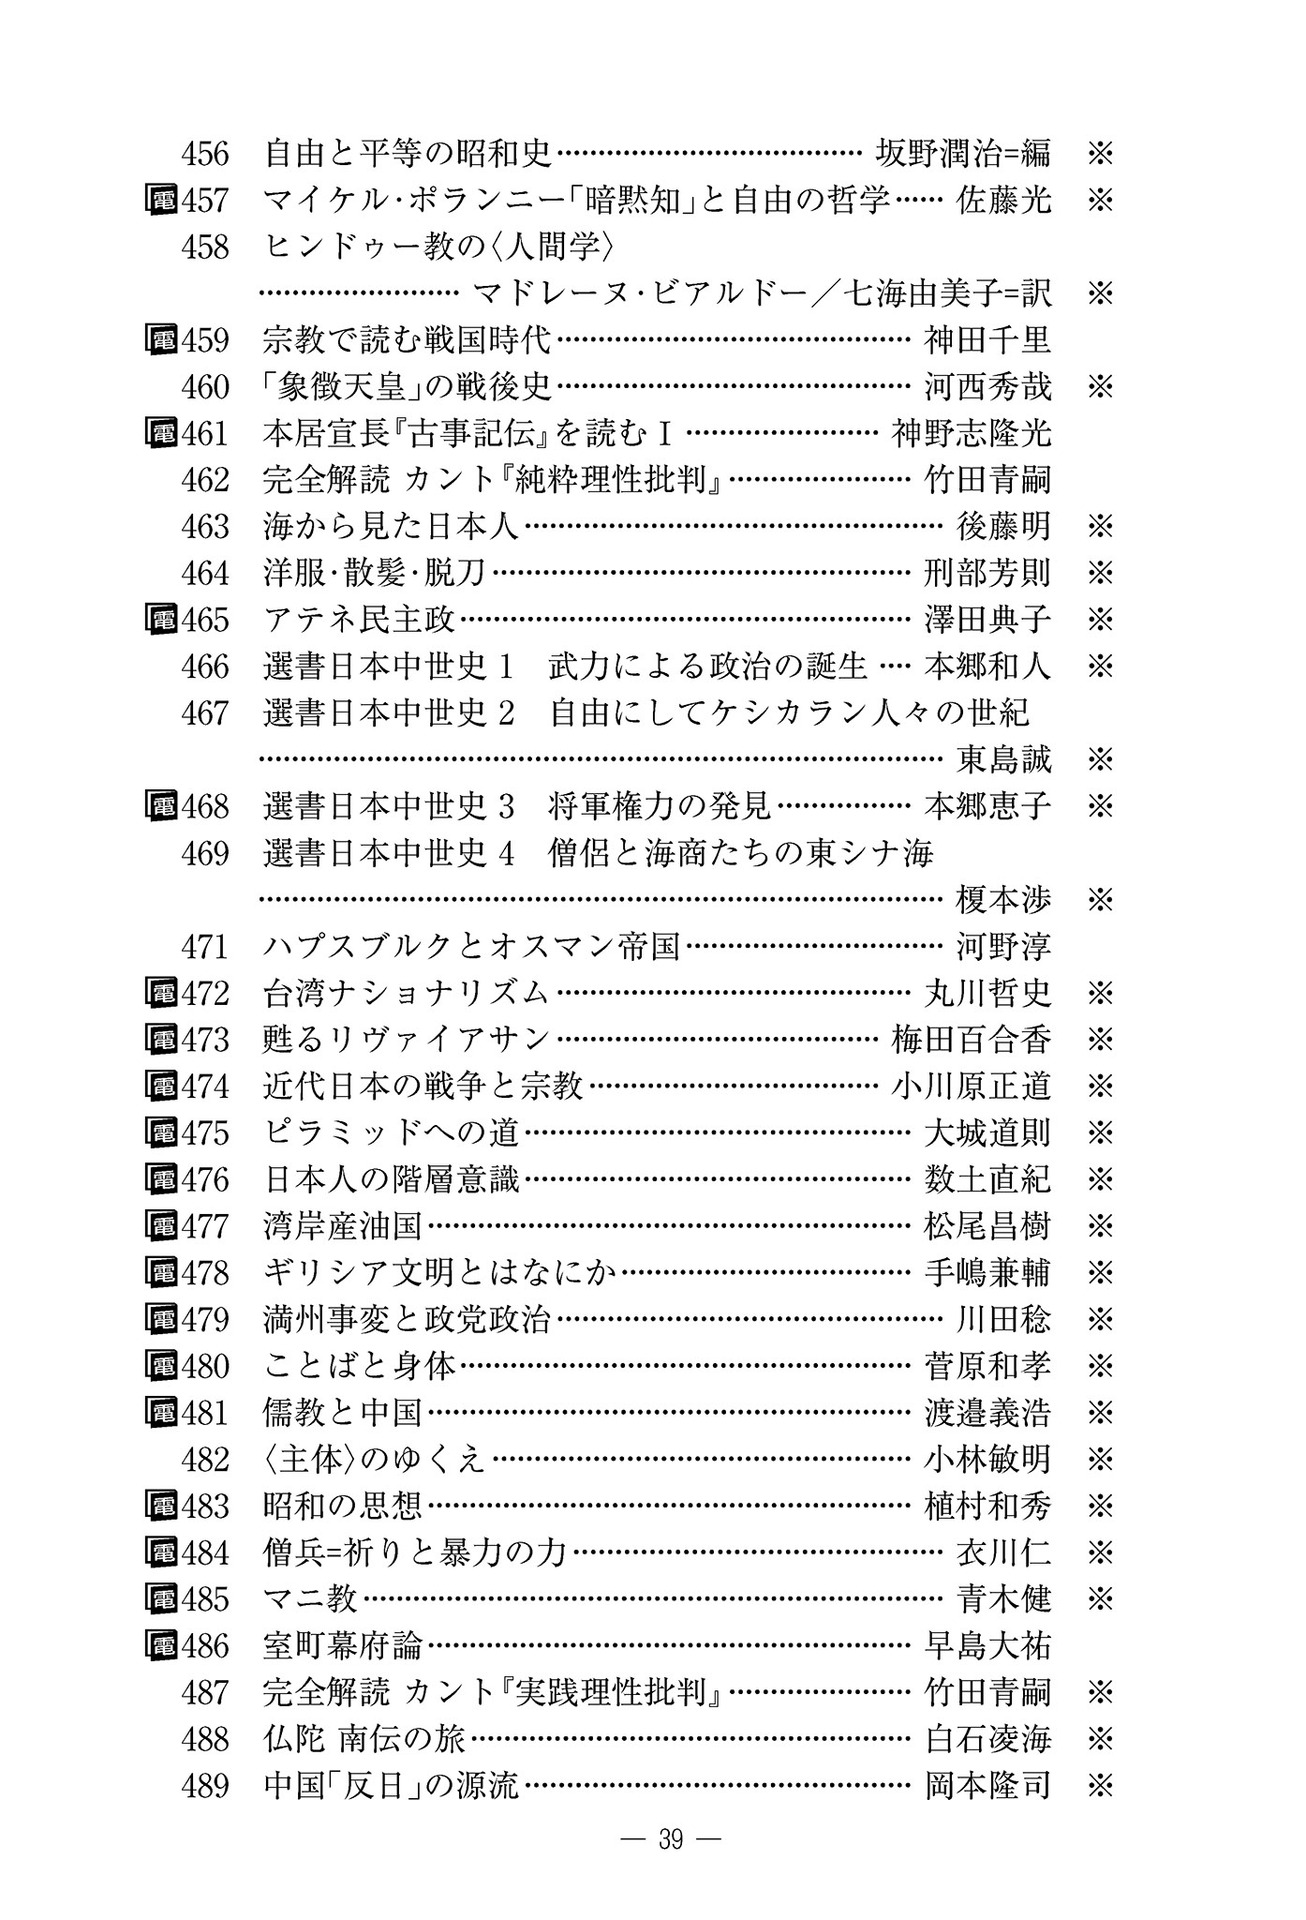 456 自由と平等の昭和史………………………………… 坂野潤治=編 ※
電457 マイケル・ポランニー「暗黙知」と自由の哲学…… 佐藤光 ※
458 ヒンドゥー教の〈人間学〉
…………………… マドレーヌ・ビアルドー／七海由美子=訳 ※
電459 宗教で読む戦国時代…………………………………… 神田千里
460 「象徴天皇」の戦後史…………………………………… 河西秀哉 ※
電461 本居宣長『古事記伝』を読むⅠ ………………… 神野志隆光
462 完全解読 カント『純粋理性批判』………………… 竹田青嗣
463 海から見た日本人………………………………………… 後藤明 ※
464 洋服・散髪・脱刀………………………………………… 刑部芳則 ※
電465 アテネ民主政……………………………………………… 澤田典子 ※
466 選書日本中世史 1　武力による政治の誕生 …‥ 本郷和人 ※
467 選書日本中世史 2　自由にしてケシカラン人々の世紀
……………………………………………………………………… 東島誠 ※
電468 選書日本中世史 3　将軍権力の発見…………… 本郷恵子 ※
469 選書日本中世史 4　僧侶と海商たちの東シナ海
……………………………………………………………………… 榎本渉 ※
471 ハプスブルクとオスマン帝国………………………… 河野淳
電472 台湾ナショナリズム…………………………………… 丸川哲史 ※
電473 甦るリヴァイアサン………………………………… 梅田百合香 ※
電474 近代日本の戦争と宗教……………………………… 小川原正道 ※
電475 ピラミッドへの道……………………………………… 大城道則 ※
電476 日本人の階層意識……………………………………… 数土直紀 ※
電477 湾岸産油国……………………………………………… 松尾昌樹 ※
電478 ギリシア文明とはなにか……………………………… 手嶋兼輔 ※
電479 満州事変と政党政治……………………………………… 川田稔 ※
電480 ことばと身体……………………………………………… 菅原和孝 ※
電481 儒教と中国………………………………………………… 渡邉義浩 ※
482 〈主体〉のゆくえ………………………………………… 小林敏明 ※
電483 昭和の思想………………………………………………… 植村和秀 ※
電484 僧兵=祈りと暴力の力…………………………………… 衣川仁 ※
電485 マニ教………………………………………………………… 青木健 ※
電486 室町幕府論………………………………………………… 早島大祐
487 完全解読 カント『実践理性批判』………………… 竹田青嗣 ※
488 仏陀 南伝の旅…………………………………………… 白石凌海 ※
489 中国「反日」の源流……………………………………… 岡本隆司 ※
— 39 —